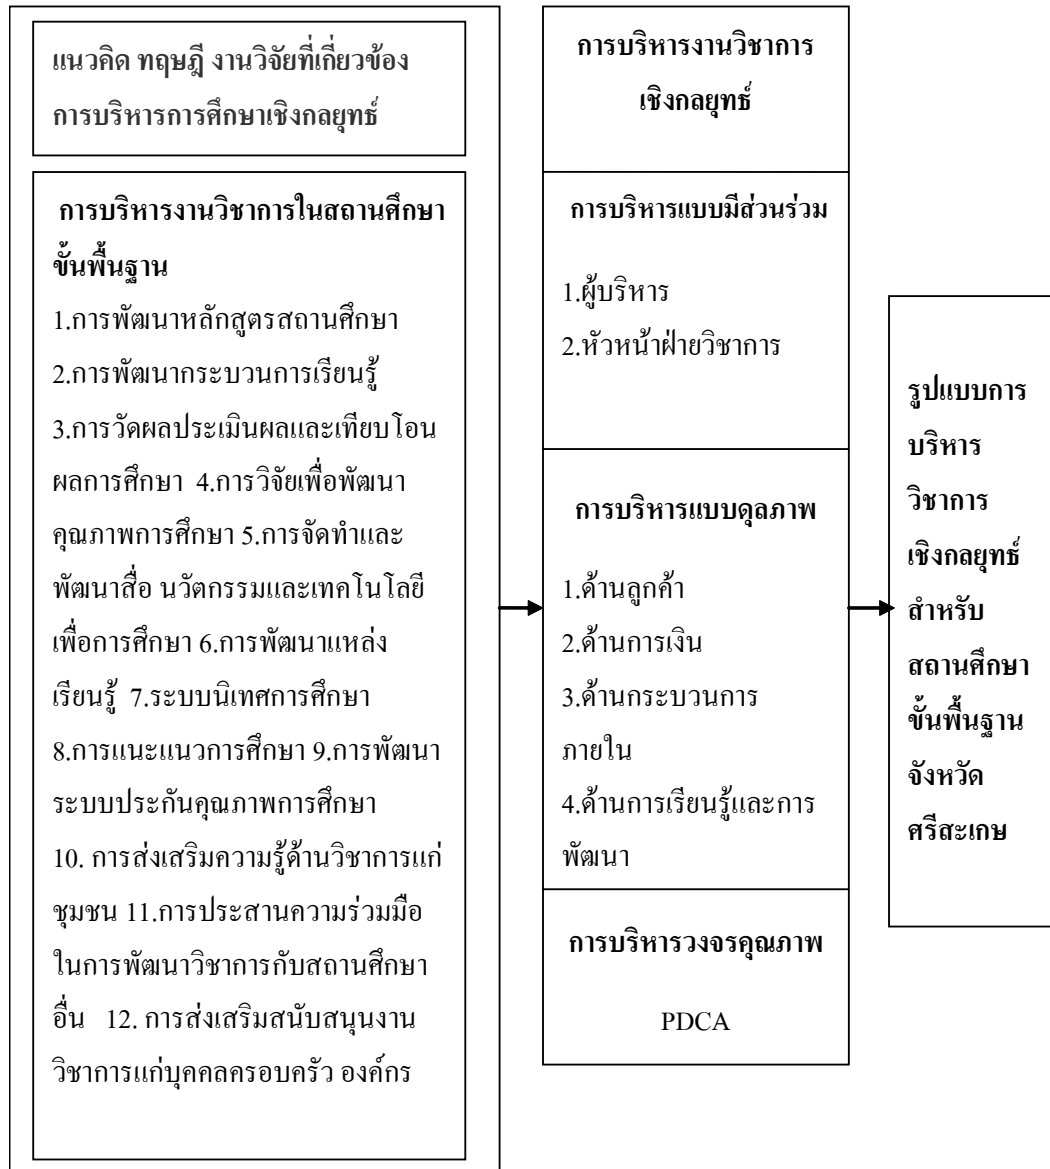 แนวคิด ทฤษฎี งานวิจัยที่เกี่ยวข้อง
การบริหารการศึกษาเชิงกลยุทธ์
การบริหารงานวิชาการในสถานศึกษา
ขั้นพื้นฐาน
1.การพัฒนาหลักสูตรสถานศึกษา
2.การพัฒนากระบวนการเรียนรู้
3.การวัดผลประเมินผลและเทียบโอน
ผลการศึกษา 4.การวิจัยเพื่อพัฒนา
คุณภาพการศึกษา 5.การจัดทำและ
พัฒนาสื่อ นวัตกรรมและเทคโนโลยี
เพื่อการศึกษา 6.การพัฒนาแหล่ง
เรียนรู้ 7.ระบบนิเทศการศึกษา
8.การแนะแนวการศึกษา 9.การพัฒนา
ระบบประกันคุณภาพการศึกษา
10. การส่งเสริมความรู้ด้านวิชาการแก่
ชุมชน 11.การประสานความร่วมมือ
ในการพัฒนาวิชาการกับสถานศึกษา
อื่น 12. การส่งเสริมสนับสนุนงาน
วิชาการแก่บุคคลครอบครัว องค์กร
การบริหารงานวิชาการ
เชิงกลยุทธ์
การบริหารแบบมีส่วนร่วม
1.ผู้บริหาร
2.หัวหน้าฝ่ายวิชาการ
การบริหารแบบดุลภาพ
1.ด้านลูกค้า
2.ด้านการเงิน
3.ด้านกระบวนการ
ภายใน
4.ด้านการเรียนรู้และการ
พัฒนา
การบริหารวงจรคุณภาพ
PDCA
รูปแบบการ
บริหาร
วิชาการ
เชิงกลยุทธ์
สำหรับ
สถานศึกษา
ขั้นพื้นฐาน
จังหวัด
ศรีสะเกษ